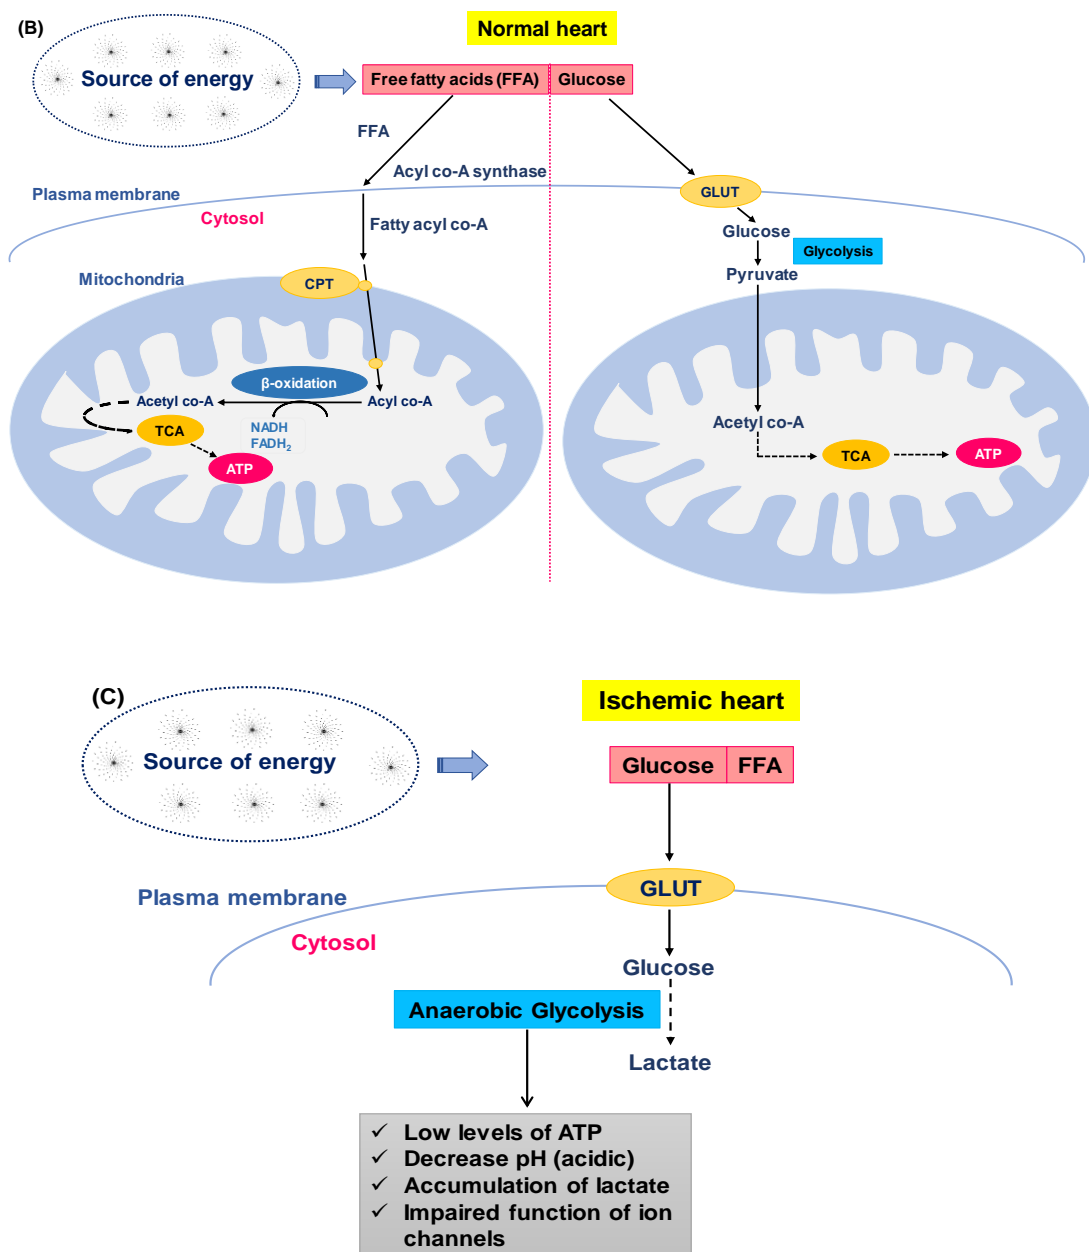 (B)
Normal heart
Source of energy
Free fatty acids (FFA)
Glucose
FFA
Acyl co-A synthase
Plasma membrane
GLUT
Cytosol
Fatty acyl co-A
Glucose
Glycolysis
Mitochondria
Pyruvate
CPT
β-oxidation
Acetyl co-A
Acyl co-A
NADH
FADH₂
TCA
ATP
Acetyl co-A
TCA
ATP
(C)
Ischemic heart
Source of energy
Glucose
FFA
GLUT
Plasma membrane
Cytosol
Glucose
Anaerobic Glycolysis
Lactate
✓ Low levels of ATP
✓ Decrease pH (acidic)
✓ Accumulation of lactate
✓ Impaired function of ion
channels